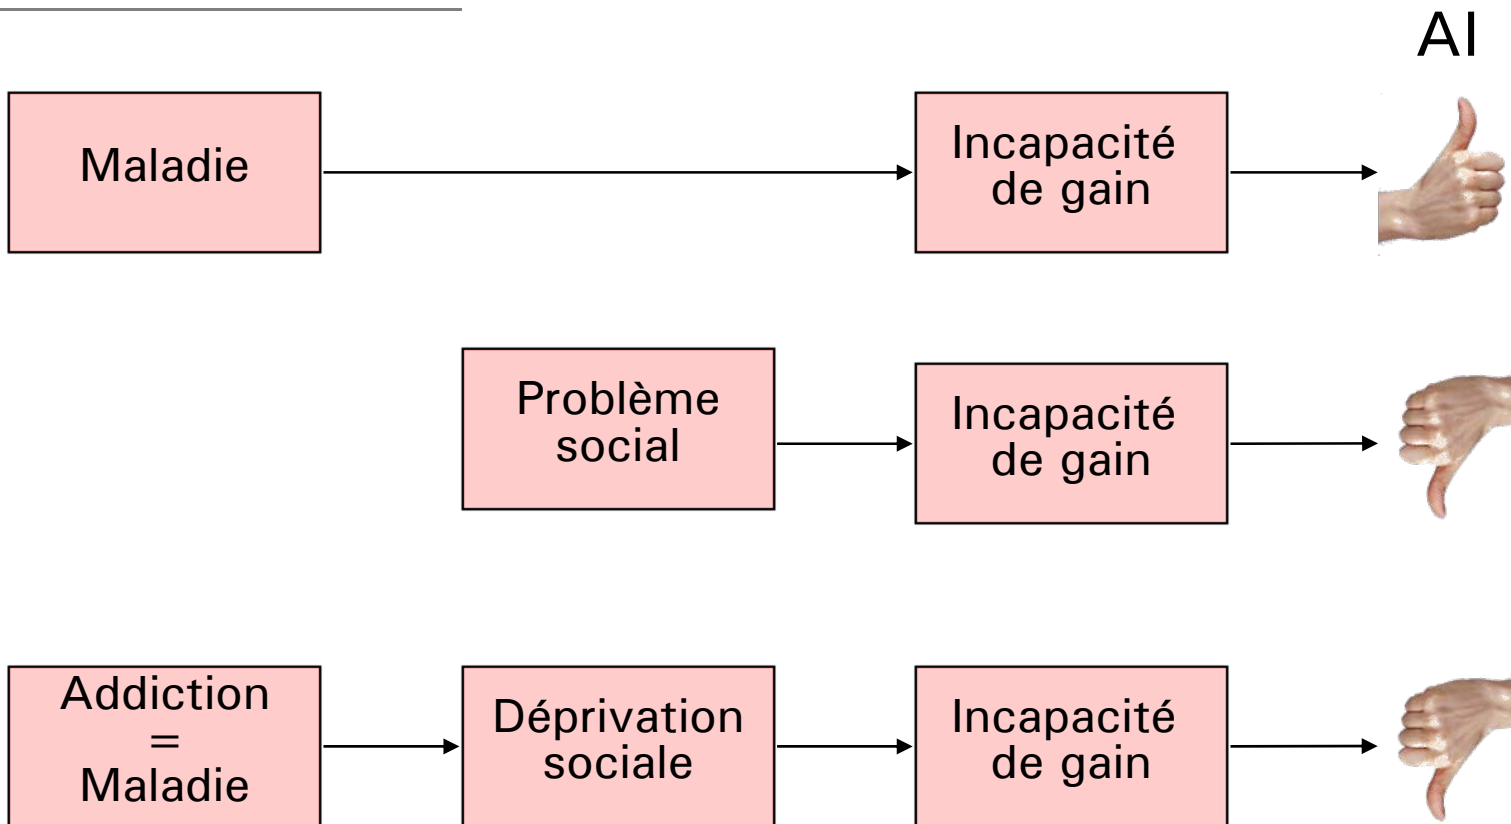 AI
Maladie
Incapacité
de gain
Problème
social
Incapacité
de gain
Addiction
=
Maladie
Déprivation
sociale
Incapacité
de gain